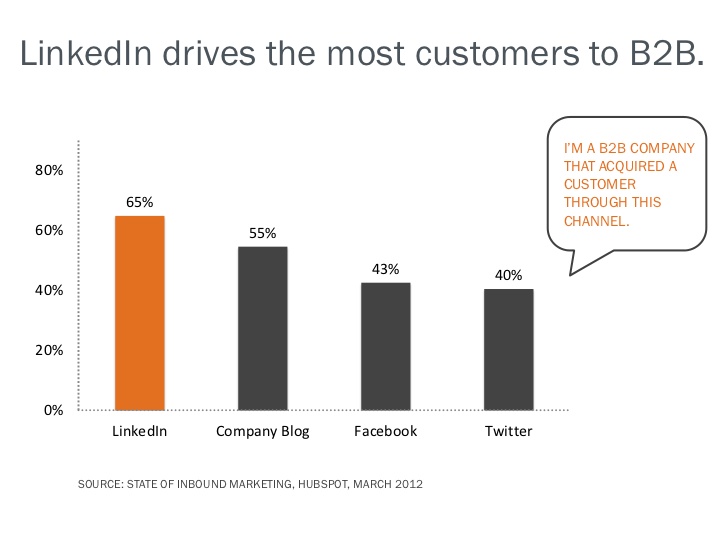 LinkedIn drives the most customers to B2B.
I'M A B2B COMPANY
THAT ACQUIRED A
CUSTOMER
THROUGH THIS
CHANNEL.
80%
60%
40%
20%
0%
65%
55%
43%
40%
LinkedIn
Company Blog
Facebook
Twitter
SOURCE: STATE OF INBOUND MARKETING, HUBSPOT, MARCH 2012